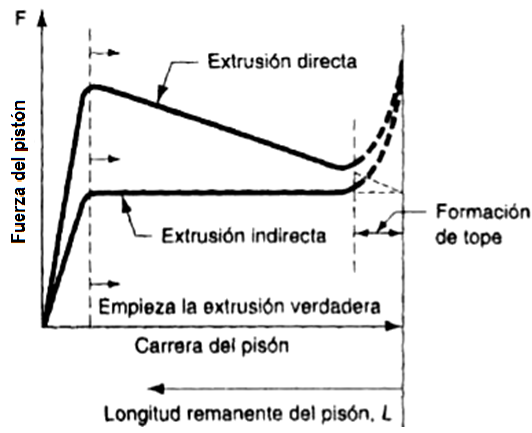 F
Fuerza del pistón
Extrusión directa
Extrusión indirecta
Formación
de tope
Empieza la extrusión verdadera
Carrera del pisón
Longitud remanente del pisón, L